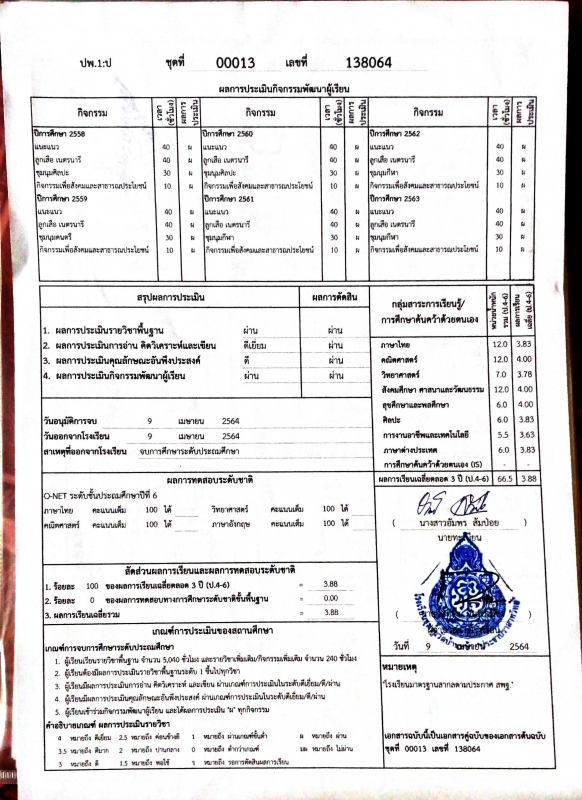 ปพ.1:ป ชุดที่ 00013 เลขที่ 138064
ผลการประเมินกิจกรรมพัฒนาผู้เรียน
กิจกรรม เวลา (ชั่วโมง) ผลการประเมิน กิจกรรม เวลา (ชั่วโมง) ผลการประเมิน กิจกรรม เวลา (ชั่วโมง) ผลการประเมิน
ปีการศึกษา 2558 ปีการศึกษา 2560 ปีการศึกษา 2562
แนะแนว 40 ผ แนะแนว 40 ผ แนะแนว 40 ผ
ลูกเสือ เนตรนารี 40 ผ ลูกเสือ เนตรนารี 40 ผ ลูกเสือ เนตรนารี 40 ผ
ชุมนุมศิลปะ 30 ผ ชุมนุมศิลปะ 30 ผ ชุมนุมกีฬา 30 ผ
กิจกรรมเพื่อสังคมและสาธารณประโยชน์ 10 ผ กิจกรรมเพื่อสังคมและสาธารณประโยชน์ 10 ผ กิจกรรมเพื่อสังคมและสาธารณประโยชน์ 10 ผ
ปีการศึกษา 2559 ปีการศึกษา 2561 ปีการศึกษา 2563
แนะแนว 40 ผ แนะแนว 40 ผ แนะแนว 40 ผ
ลูกเสือ เนตรนารี 40 ผ ลูกเสือ เนตรนารี 40 ผ ลูกเสือ เนตรนารี 40 ผ
ชุมนุมดนตรี 30 ผ ชุมนุมกีฬา 30 ผ ชุมนุมกีฬา 30 ผ
กิจกรรมเพื่อสังคมและสาธารณประโยชน์ 10 ผ กิจกรรมเพื่อสังคมและสาธารณประโยชน์ 10 ผ กิจกรรมเพื่อสังคมและสาธารณประโยชน์ 10 ผ
สรุปผลการประเมิน ผลการตัดสิน
1. ผลการประเมินรายวิชาพื้นฐาน ผ่าน ผ่าน
2. ผลการประเมินการอ่าน คิดวิเคราะห์และเขียน ดีเยี่ยม ผ่าน
3. ผลการประเมินคุณลักษณะอันพึงประสงค์ ดี ผ่าน
4. ผลการประเมินกิจกรรมพัฒนาผู้เรียน ผ่าน ผ่าน
วันอนุมัติการจบ 9 เมษายน 2564
วันออกจากโรงเรียน 9 เมษายน 2564
สาเหตุที่ออกจากโรงเรียน จบการศึกษาระดับประถมศึกษา
กลุ่มสาระการเรียนรู้/ การศึกษาค้นคว้าด้วยตนเอง หน่วยน้ำหนักรวม (ป.4-6) ผลการเรียนเฉลี่ย (ป.4-6)
ภาษาไทย 12.0 3.83
คณิตศาสตร์ 12.0 4.00
วิทยาศาสตร์ 7.0 3.78
สังคมศึกษา ศาสนาและวัฒนธรรม 12.0 4.00
สุขศึกษาและพลศึกษา 6.0 4.00
ศิลปะ 6.0 3.83
การงานอาชีพและเทคโนโลยี 5.5 3.63
ภาษาต่างประเทศ 6.0 3.83
การศึกษาค้นคว้าด้วยตนเอง (IS) - -
ผลการเรียนเฉลี่ยตลอด 3 ปี (ป.4-6) 66.5 3.88
ผลการทดสอบระดับชาติ
O-NET ระดับชั้นประถมศึกษาปีที่ 6
ภาษาไทย คะแนนเต็ม 100 ได้ วิทยาศาสตร์ คะแนนเต็ม 100 ได้
คณิตศาสตร์ คะแนนเต็ม 100 ได้ ภาษาอังกฤษ คะแนนเต็ม 100 ได้
สัดส่วนผลการเรียนและผลการทดสอบระดับชาติ
1. ร้อยละ 100 ของผลการเรียนเฉลี่ยตลอด 3 ปี (ป.4-6) = 3.88
2. ร้อยละ 0 ของผลการทดสอบทางการศึกษาระดับชาติขั้นพื้นฐาน = 0.00
3. ผลการเรียนเฉลี่ยรวม = 3.88
( นางสาวอัมพร ส้มป่อย )
นายทะเบียน
วันที่ 9 เมษายน 2564
เกณฑ์การประเมินของสถานศึกษา
เกณฑ์การจบการศึกษาระดับประถมศึกษา
1. ผู้เรียนเรียนรายวิชาพื้นฐาน จำนวน 5,040 ชั่วโมง และรายวิชาเพิ่มเติม/กิจกรรมเพิ่มเติม จำนวน 240 ชั่วโมง
2. ผู้เรียนต้องมีผลการประเมินรายวิชาพื้นฐานระดับ 1 ขึ้นไปทุกวิชา
3. ผู้เรียนมีผลการประเมินการอ่าน คิดวิเคราะห์ และเขียน ผ่านเกณฑ์การประเมินในระดับดีเยี่ยม/ดี/ผ่าน
4. ผู้เรียนมีผลการประเมินคุณลักษณะอันพึงประสงค์ ผ่านเกณฑ์การประเมินในระดับดีเยี่ยม/ดี/ผ่าน
5. ผู้เรียนเข้าร่วมกิจกรรมพัฒนาผู้เรียน และได้ผลการประเมิน "ผ" ทุกกิจกรรม
คำอธิบายเกณฑ์ ผลการประเมินรายวิชา
4 หมายถึง ดีเยี่ยม 2.5 หมายถึง ค่อนข้างดี 1 หมายถึง ผ่านเกณฑ์ขั้นต่ำ ผ หมายถึง ผ่าน
3.5 หมายถึง ดีมาก 2 หมายถึง ปานกลาง 0 หมายถึง ต่ำกว่าเกณฑ์ มผ หมายถึง ไม่ผ่าน
3 หมายถึง ดี 1.5 หมายถึง พอใช้ ร หมายถึง รอการตัดสินผลการเรียน
หมายเหตุ
"โรงเรียนมาตรฐานสากลตามประกาศ สพฐ."
เอกสารฉบับนี้เป็นเอกสารคู่ฉบับของเอกสารต้นฉบับ
ชุดที่ 00013 เลขที่ 138064